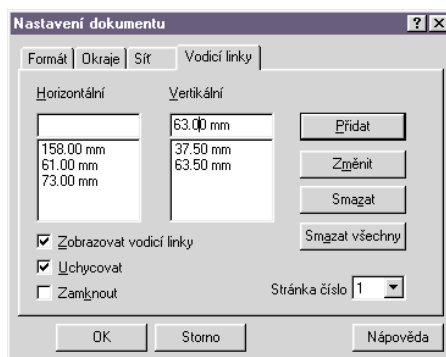 Nastavení dokumentu
Formát Okraje Síť Vodicí linky
Horizontální Vertikální
63.00 mm Přidat
158.00 mm 37.50 mm
61.00 mm 63.50 mm Změnit
73.00 mm
Smazat
Smazat všechny
Zobrazovat vodicí linky
Uchycovat
Zamknout Stránka číslo 1
OK Storno Nápověda